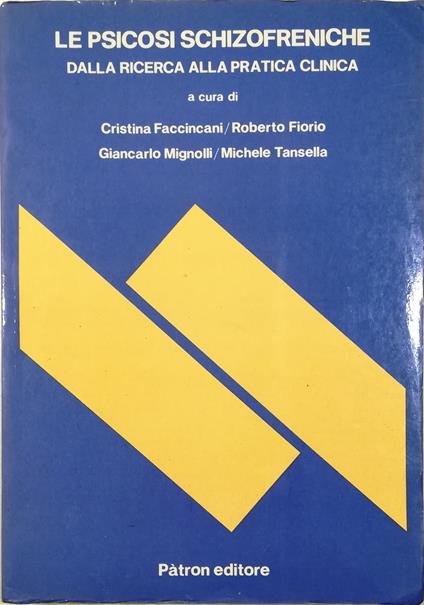 LE PSICOSI SCHIZOFRENICHE
DALLA RICERCA ALLA PRATICA CLINICA
a cura di
Cristina Faccincani/Roberto Fiorio
Giancarlo Mignolli/Michele Tansella
Pàtron editore